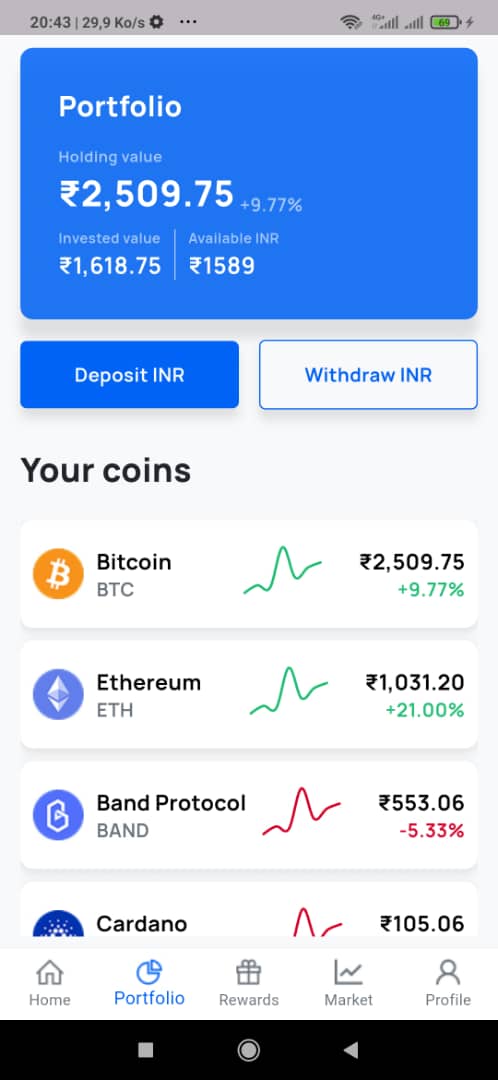 20:43 | 29,9 Ko/s ...
4G+ 69
Portfolio
Holding value
₹2,509.75 +9.77%
Invested value Available INR
₹1,618.75 ₹1589
Deposit INR Withdraw INR
Your coins
Bitcoin ₹2,509.75
BTC +9.77%
Ethereum ₹1,031.20
ETH +21.00%
Band Protocol ₹553.06
BAND -5.33%
Cardano ₹105.06
Home Portfolio Rewards Market Profile